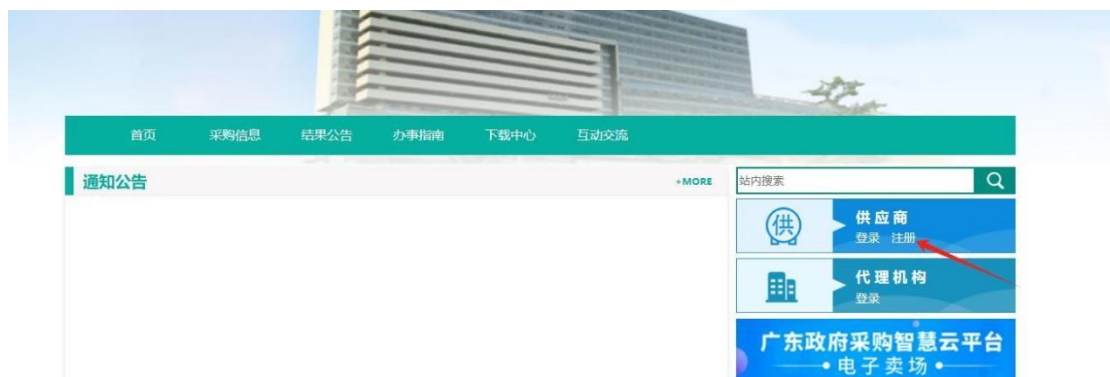 首页 采购信息 结果公告 办事指南 下载中心 互动交流
通知公告 +MORE
站内搜索
供
供应商
登录 注册
代理机构
登录
广东政府采购智慧云平台
•电子卖场•